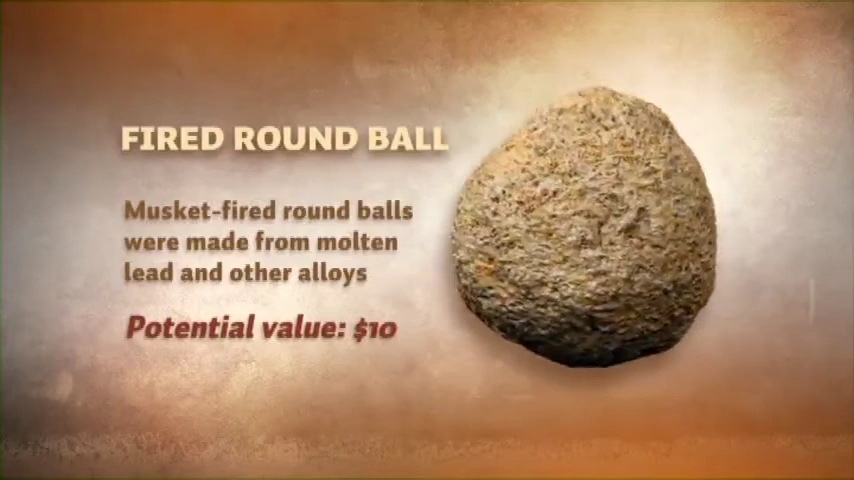 FIRED ROUND BALL
Musket-fired round balls
were made from molten
lead and other alloys
Potential value: $10